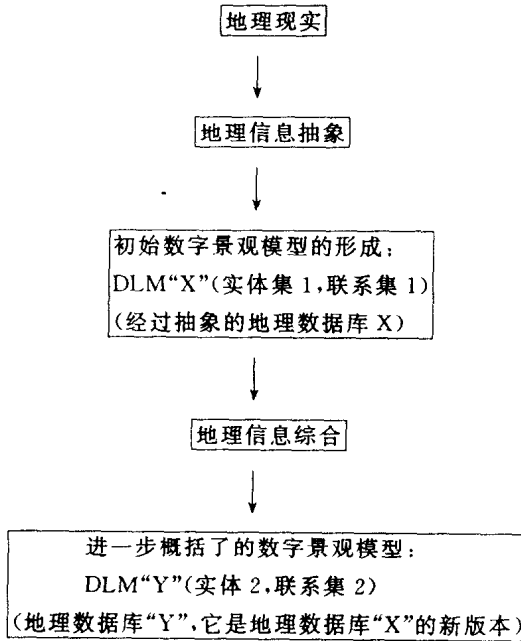 地理现实
地理信息抽象
初始数字景观模型的形成；
DLM“X”(实体集1,联系集1)
(经过抽象的地理数据库X)
地理信息综合
进一步概括了的数字景观模型：
DLM“Y”(实体2,联系集2)
(地理数据库“Y”,它是地理数据库“X”的新版本)